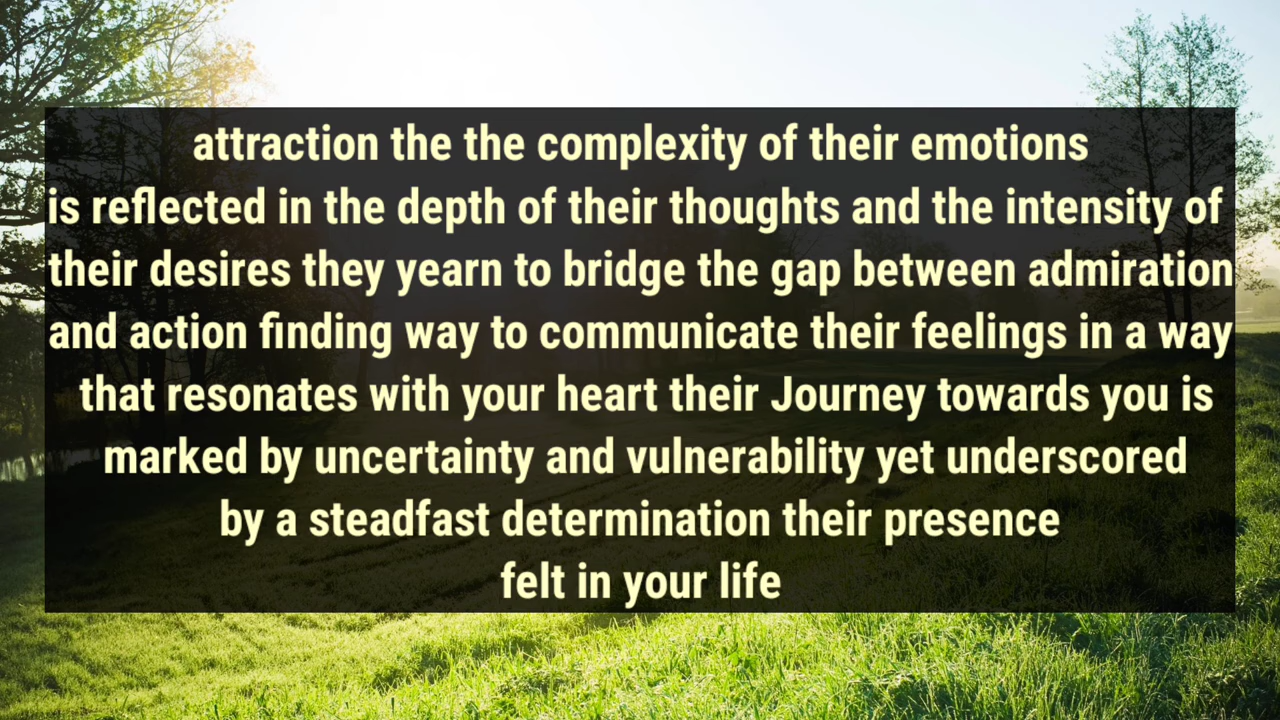 attraction the the complexity of their emotions
is reflected in the depth of their thoughts and the intensity of
their desires they yearn to bridge the gap between admiration
and action finding way to communicate their feelings in a way
that resonates with your heart their Journey towards you is
marked by uncertainty and vulnerability yet underscored
by a steadfast determination their presence
felt in your life